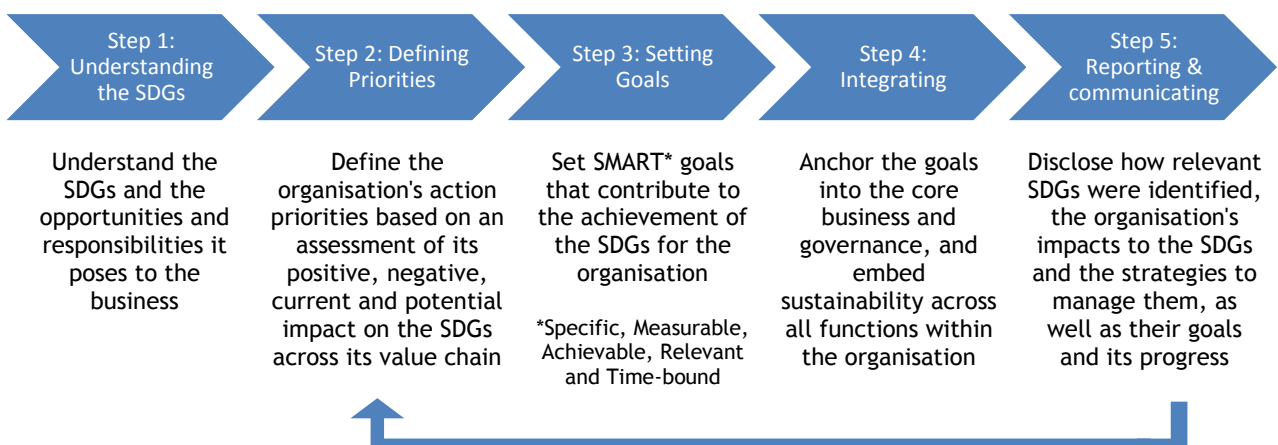 Step 1:
Understanding
the SDGs
Step 2: Defining
Priorities
Step 3: Setting
Goals
Step 4:
Integrating
Step 5:
Reporting &
communicating
Understand the
SDGs and the
opportunities and
responsibilities it
poses to the
business
Define the
organisation's action
priorities based on an
assessment of its
positive, negative,
current and potential
impact on the SDGs
across its value chain
Set SMART* goals
that contribute to
the achievement of
the SDGs for the
organisation
*Specific, Measurable,
Achievable, Relevant
and Time-bound
Anchor the goals
into the core
business and
governance, and
embed
sustainability across
all functions within
the organisation
Disclose how relevant
SDGs were identified,
the organisation's
impacts to the SDGs
and the strategies to
manage them, as
well as their goals
and its progress